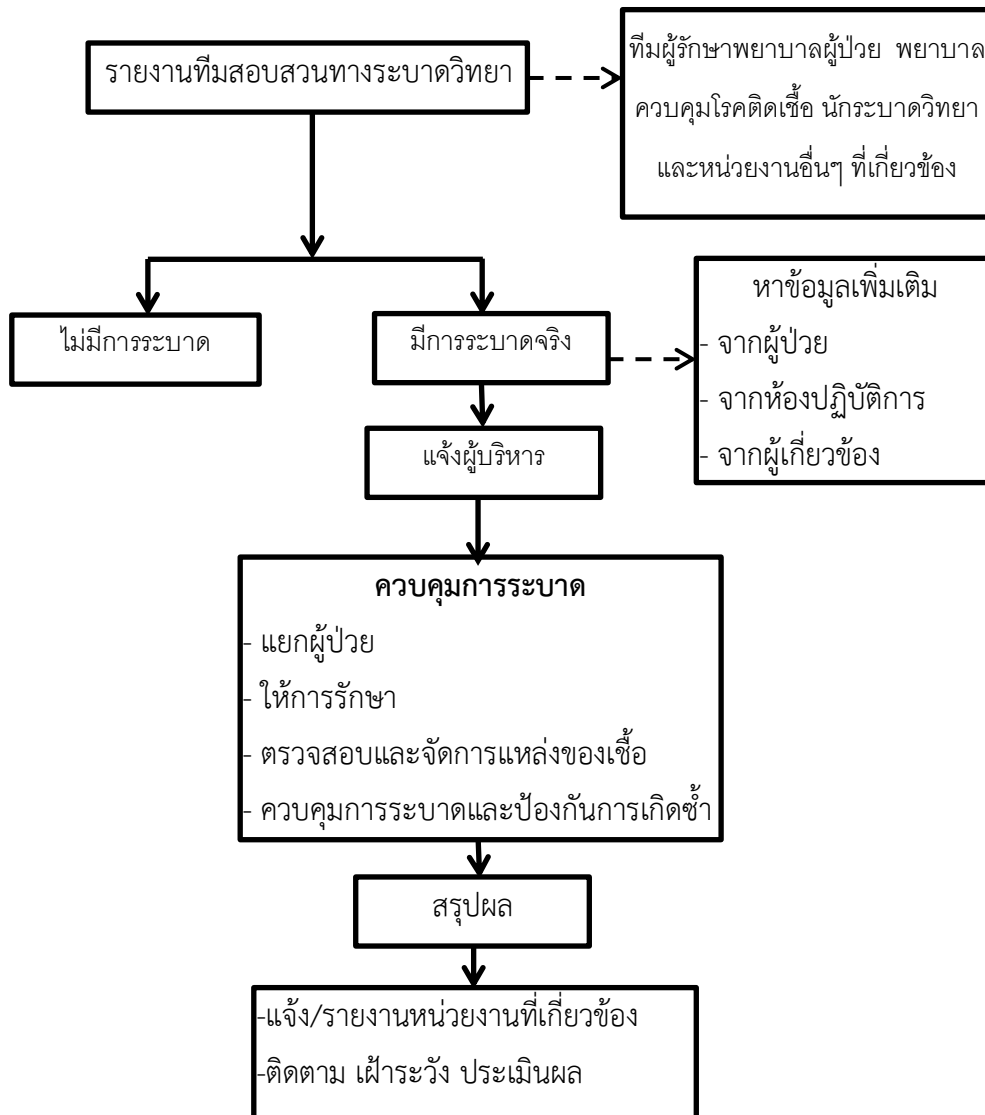 รายงานทีมสอบสวนทางระบาดวิทยา
ทีมผู้รักษาพยาบาลผู้ป่วย พยาบาล
ควบคุมโรคติดเชื้อ นักระบาดวิทยา
และหน่วยงานอื่นๆ ที่เกี่ยวข้อง
ไม่มีการระบาด
มีการระบาดจริง
หาข้อมูลเพิ่มเติม
- จากผู้ป่วย
- จากห้องปฏิบัติการ
- จากผู้เกี่ยวข้อง
แจ้งผู้บริหาร
ควบคุมการระบาด
- แยกผู้ป่วย
- ให้การรักษา
- ตรวจสอบและจัดการแหล่งของเชื้อ
- ควบคุมการระบาดและป้องกันการเกิดซ้ำ
สรุปผล
-แจ้ง/รายงานหน่วยงานที่เกี่ยวข้อง
-ติดตาม เฝ้าระวัง ประเมินผล